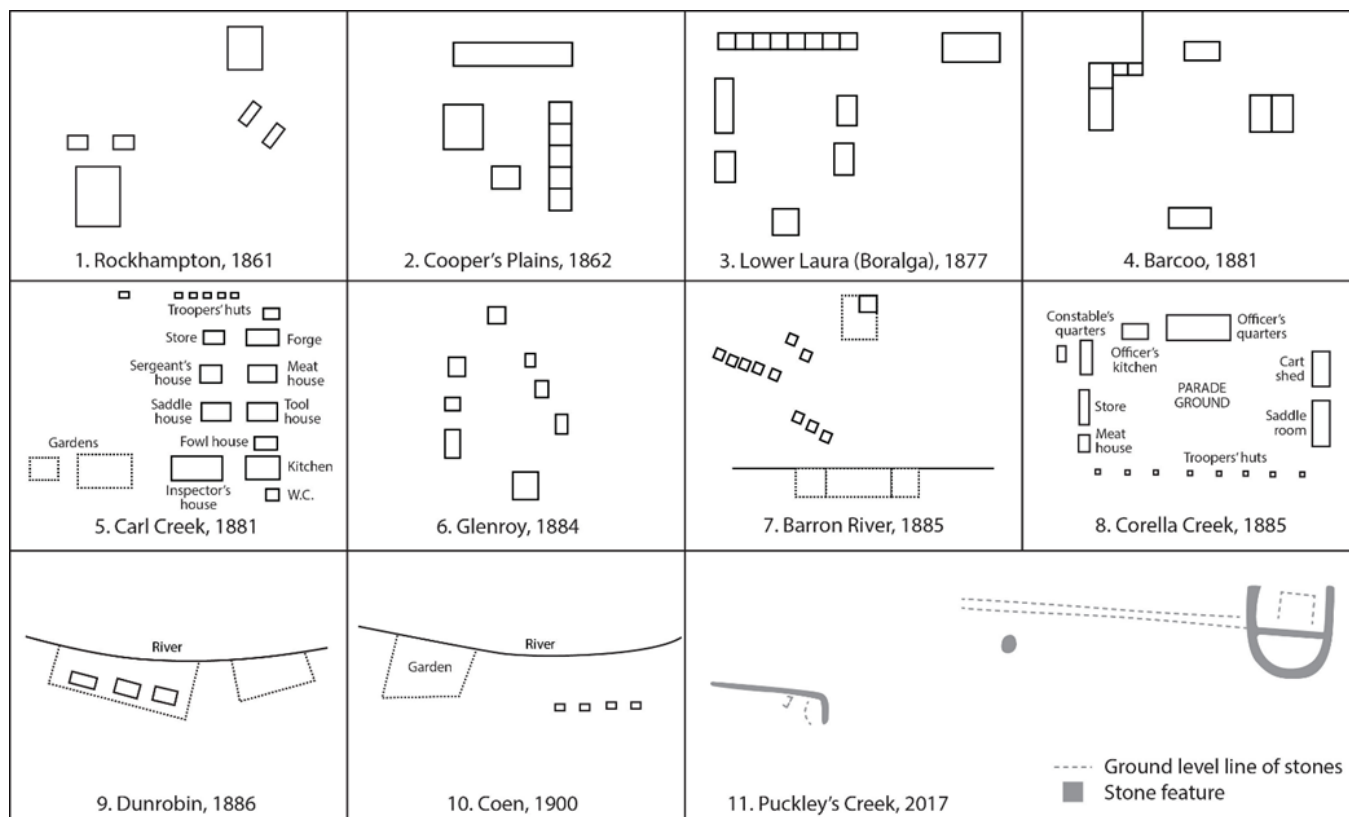 1. Rockhampton, 1861
2. Cooper's Plains, 1862
3. Lower Laura (Boralga), 1877
4. Barcoo, 1881
Troopers' huts
Store
Forge
Sergeant's
house
Meat
house
Saddle
house
Tool
house
Gardens
Fowl house
Kitchen
Inspector's
house
W.C.
5. Carl Creek, 1881
6. Glenroy, 1884
7. Barron River, 1885
Constable's
quarters
Officer's
kitchen
Officer's
quarters
Cart
shed
PARADE
GROUND
Store
Saddle
room
Meat
house
Troopers' huts
8. Corella Creek, 1885
River
9. Dunrobin, 1886
River
Garden
10. Coen, 1900
11. Puckley's Creek, 2017
Ground level line of stones
Stone feature